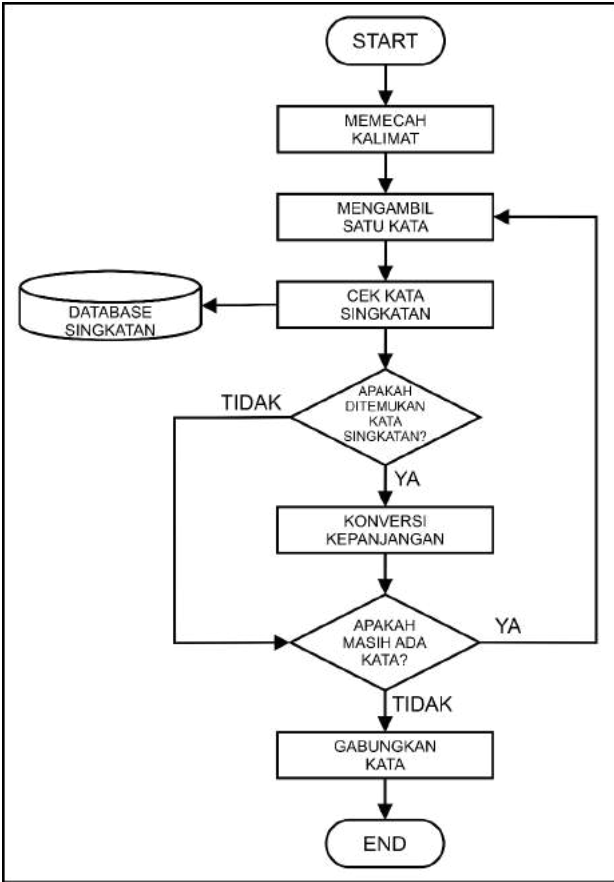 START
MEMECAH
KALIMAT
MENGAMBIL
SATU KATA
CEK KATA
SINGKATAN
DATABASE
SINGKATAN
APAKAH
DITEMUKAN
KATA
SINGKATAN?
TIDAK
YA
KONVERSI
KEPANJANGAN
APAKAH
MASIH ADA
KATA?
YA
TIDAK
GABUNGKAN
KATA
END